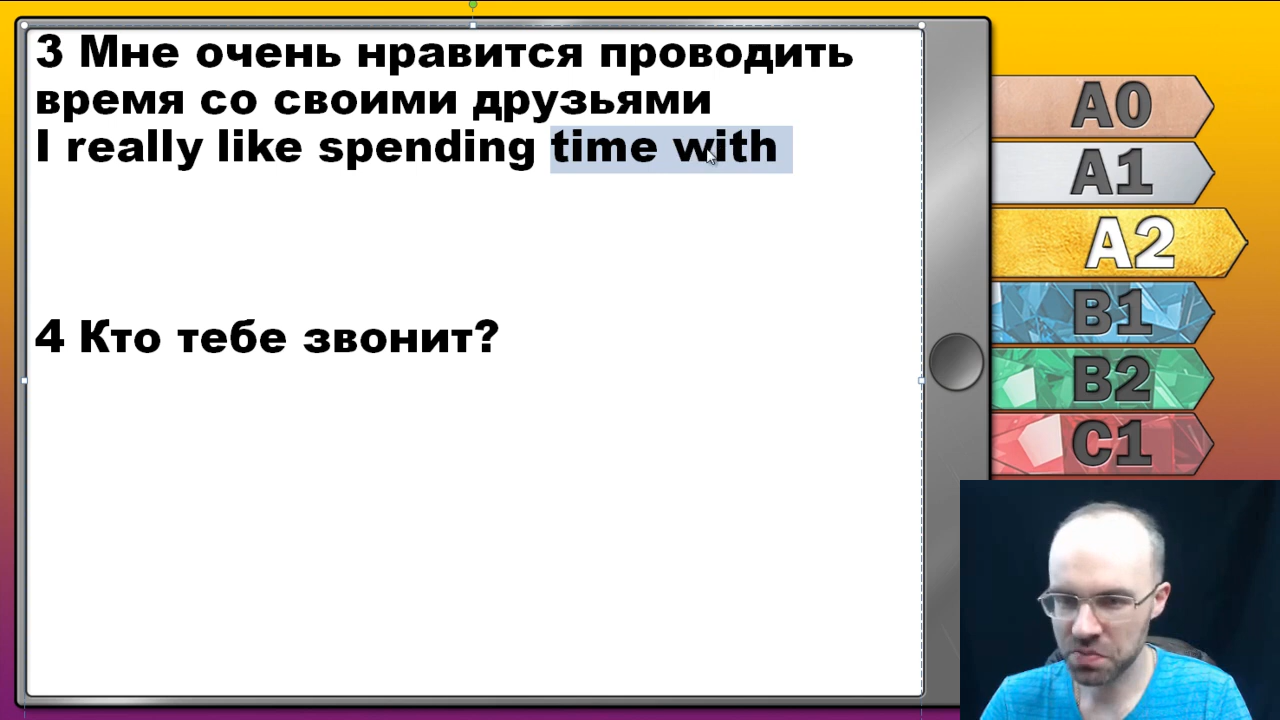 3 Мне очень нравится проводить
время со своими друзьями
I really like spending time with
4 Кто тебе звонит?
A0
A1
A2
B1
B2
C1